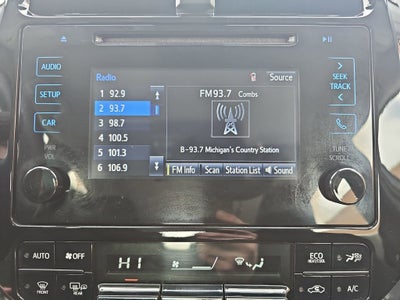 AUDIO
SETUP
CAR
PWR
VOL
Radio
Source
1 92.9
2 93.7
3 98.7
4 100.5
5 101.3
6 106.9
FM93.7 Combs
B-93.7 Michigan's Country Station
FM Info
Scan
Station List
Sound
SEEK
TRACK
TUNE
SCROLL
AUTO
OFF
FRONT
REAR
HI
ECO
A/C